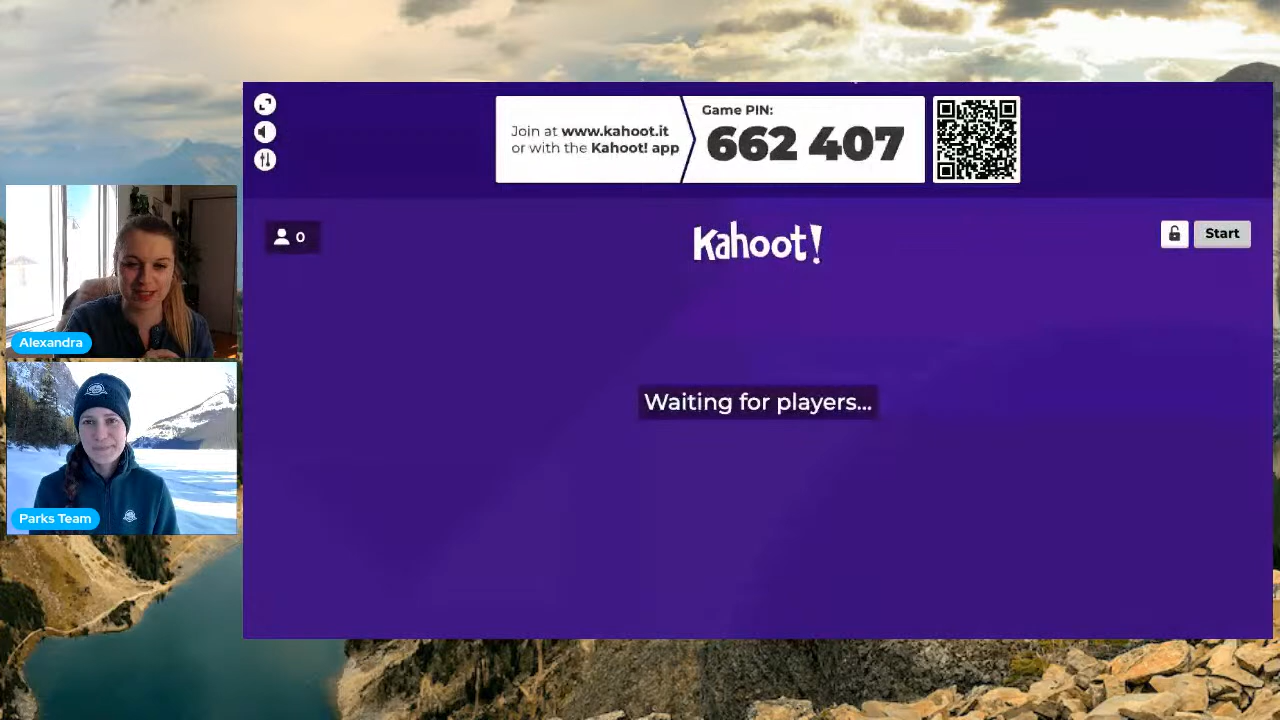 Join at www.kahoot.it
or with the Kahoot! app
Game PIN:
662 407
0
Kahoot!
Start
Waiting for players...
Alexandra
Parks Team